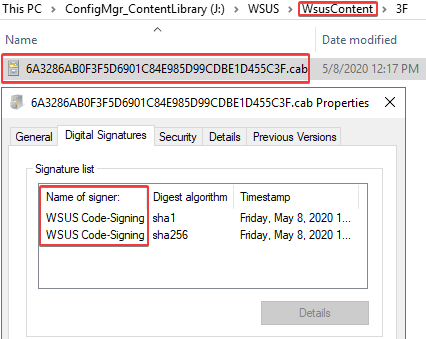 This PC > ConfigMgr_ContentLibrary (J:) > WSUS > WsusContent > 3F
Name Date modified
6A3286AB0F3F5D6901C84E985D99CDBE1D455C3F.cab 5/8/2020 12:17 PM
6A3286AB0F3F5D6901C84E985D99CDBE1D455C3F.cab Properties
General Digital Signatures Security Details Previous Versions
Signature list
Name of signer: Digest algorithm Timestamp
WSUS Code-Signing sha1 Friday, May 8, 2020 1...
WSUS Code-Signing sha256 Friday, May 8, 2020 1...
Details